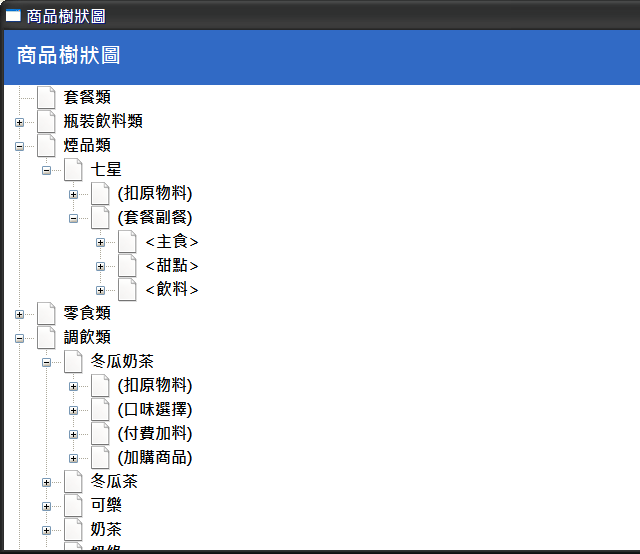 商品樹狀圖
商品樹狀圖
套餐類
瓶裝飲料類
煙品類
七星
(扣原物料)
(套餐副餐)
<主食>
<甜點>
<飲料>
零食類
調飲類
冬瓜奶茶
(扣原物料)
(口味選擇)
(付費加料)
(加購商品)
冬瓜茶
可樂
奶茶